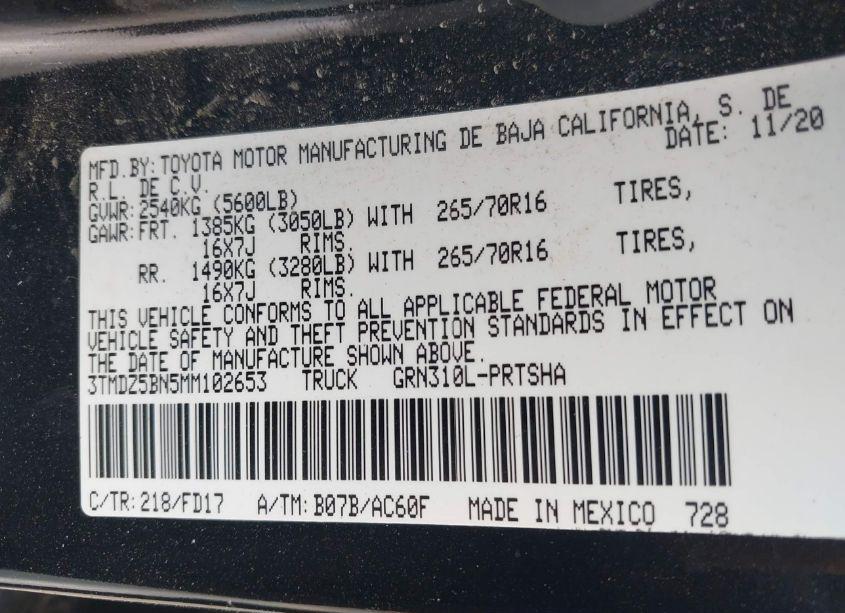 MFD.BY:TOYOTA MOTOR MANUFACTURING DE BAJA CALIFORNIA, S. DE
R.L. DE C.V. DATE: 11/20
GVWR:2540KG (5600LB)
GAWR:FRT. 1385KG (3050LB) WITH 265/70R16 TIRES,
16X7J RIMS.
RR. 1490KG (3280LB) WITH 265/70R16 TIRES,
16X7J RIMS.
THIS VEHICLE CONFORMS TO ALL APPLICABLE FEDERAL MOTOR
VEHICLE SAFETY AND THEFT PREVENTION STANDARDS IN EFFECT ON
THE DATE OF MANUFACTURE SHOWN ABOVE.
3TMDZ5BN5MM102653 TRUCK GRN310L-PRTSHA
C/TR:218/FD17 A/TM:B07B/AC60F MADE IN MEXICO 728